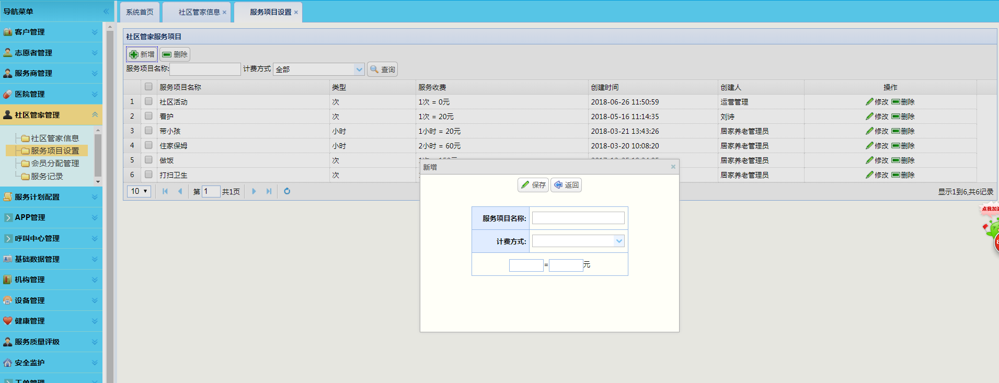 导航菜单
客户管理
志愿者管理
服务商管理
医院管理
社区管家管理
社区管家信息
服务项目设置
会员分配管理
服务记录
服务计划配置
APP管理
呼叫中心管理
基础数据管理
机构管理
设备管理
健康管理
服务质量评级
安全监护
系统首页 社区管家信息 服务项目设置
社区管家服务项目
新增 删除
服务项目名称: 计费方式 全部 查询
服务项目名称 类型 服务收费 创建时间 创建人 操作
1 社区活动 次 1次 = 0元 2018-06-26 11:50:59 运营管理 修改 删除
2 看护 次 1次 = 20元 2018-05-16 11:14:35 刘诗 修改 删除
3 带小孩 小时 1小时 = 20元 2018-03-21 13:43:26 居家养老管理员 修改 删除
4 住家保姆 小时 2小时 = 60元 2018-03-20 10:08:20 居家养老管理员 修改 删除
5 做饭 次 居家养老管理员 修改 删除
6 打扫卫生 次 居家养老管理员 修改 删除
10 第 1 共1页 显示1到6,共6记录
新增
保存 返回
服务项目名称:
计费方式:
= 元
点我加